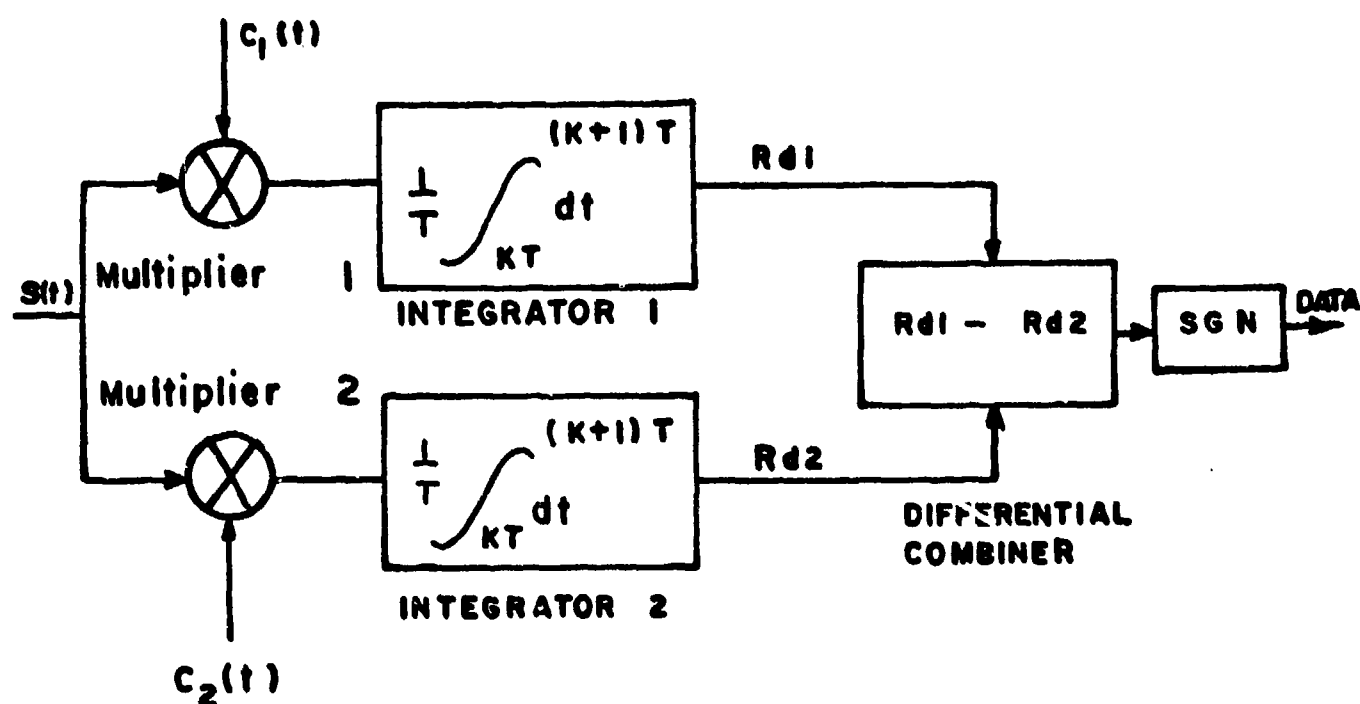 C₁(t)
(K+1)T
1/T ∫ dt
KT
Rd1
Multiplier 1
S(t)
INTEGRATOR 1
Rd1 - Rd2
SGN
DATA
Multiplier 2
(K+1)T
1/T ∫ dt
KT
Rd2
DIFFERENTIAL
COMBINER
INTEGRATOR 2
C₂(t)